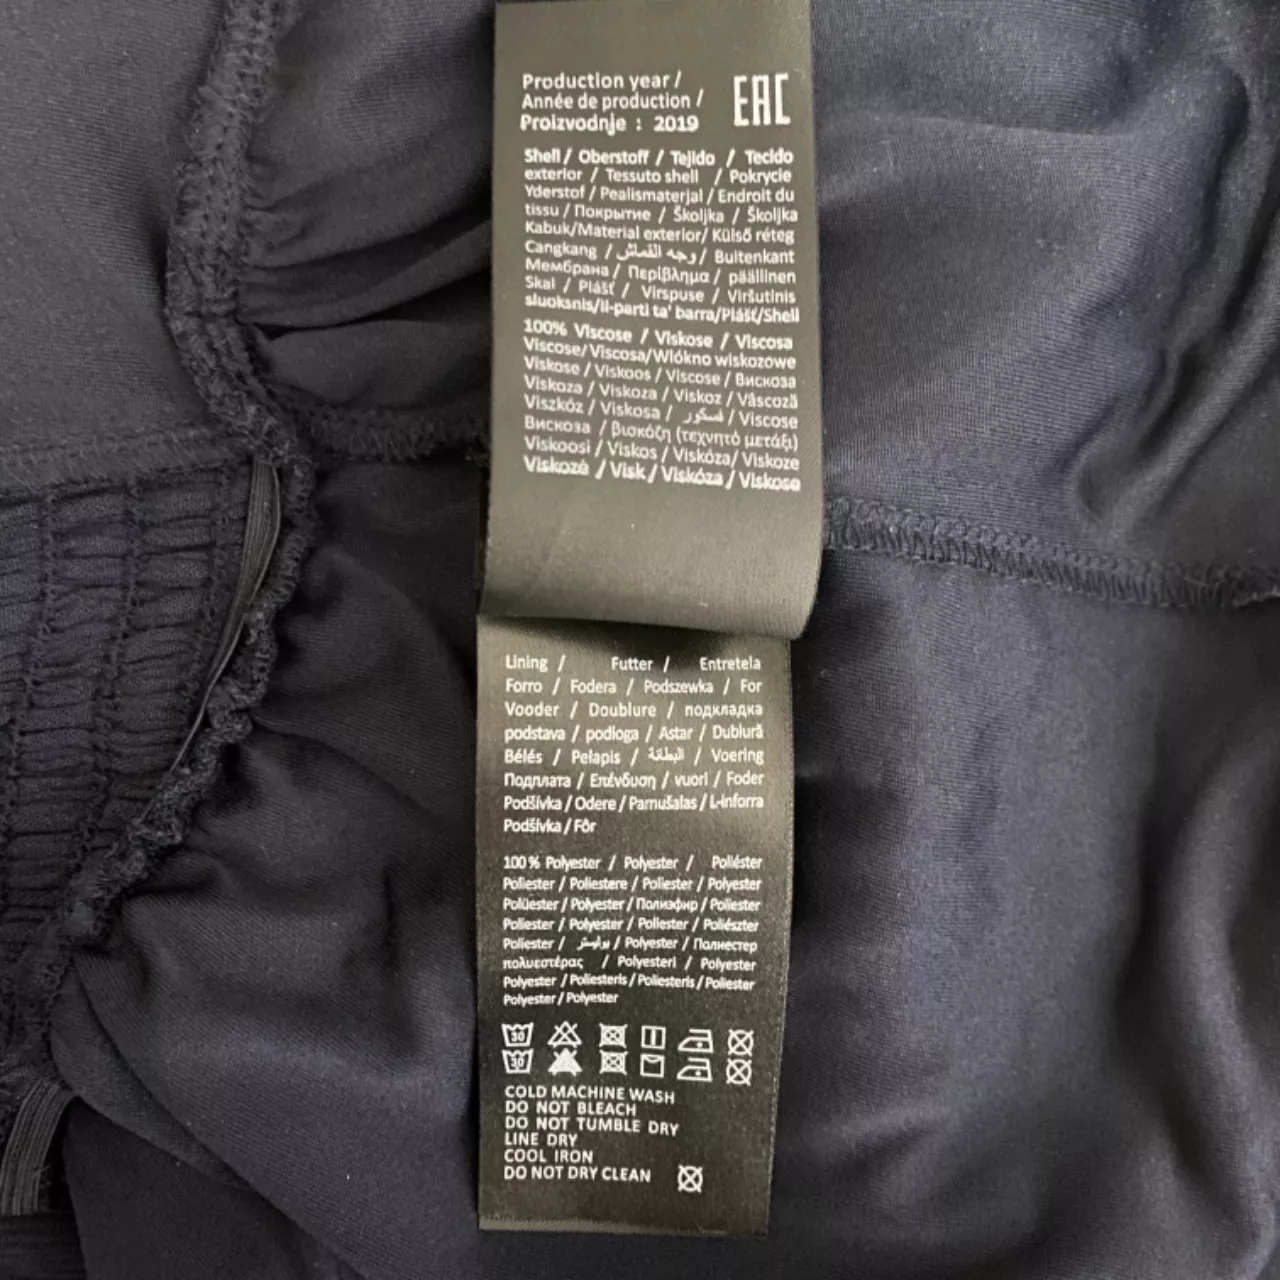 Production year /
Année de production /
Proizvodnje : 2019
EAC
Shell / Oberstoff / Tejido / Tecido
exterior / Tessuto shell / Pokrycie
Yderstof / Pealismaterjal / Endroit du
tissu / Покрытие / Školjka / Školjka
Kabuk/Material exterior/ Külső réteg
Cangkang / وجه القماش / Buitenkant
Мембрана / Περίβλημα / päällinen
Skal / Plášť / Virspuse / Viršutinis
sluoksnis/Il-parti ta' barra/Plášť/Shell
100% Viscose / Viskose / Viscosa
Viscose/ Viscosa/Wlókno wiskozowe
Viskose / Viskoos / Viscose / Вискоза
Viskoza / Viskoza / Viskoz / Vâscoză
Viszkóz / Viskosa / فسكور / Viscose
Вискоза / βισκόζη (τεχνητό μετάξι)
Viskoosi / Viskos / Viskóza/ Viskoze
Viskozė / Visk / Viskóza / Viskose
Lining / Futter / Entretela
Forro / Fodera / Podszewka / For
Vooder / Doublure / подкладка
podstava / podloga / Astar / Dublură
Bélés / Pelapis / البطانة / Voering
Подплата / Επένδυση / vuori / Foder
Podšívka / Odere / Pamušalas / L-inforra
Podšívka / Fôr
100 % Polyester / Polyester / Poliéster
Poliester / Poliestere / Poliester / Polyester
Polüester / Polyester / Полиэфир / Poliester
Poliester / Polyester / Poliester / Poliészter
Poliester / بوليستر / Polyester / Полиестер
πολυεστέρας / Polyesteri / Polyester
Polyester / Poliesteris / Poliesteris / Poliester
Polyester / Polyester
30
30
COLD MACHINE WASH
DO NOT BLEACH
DO NOT TUMBLE DRY
LINE DRY
COOL IRON
DO NOT DRY CLEAN